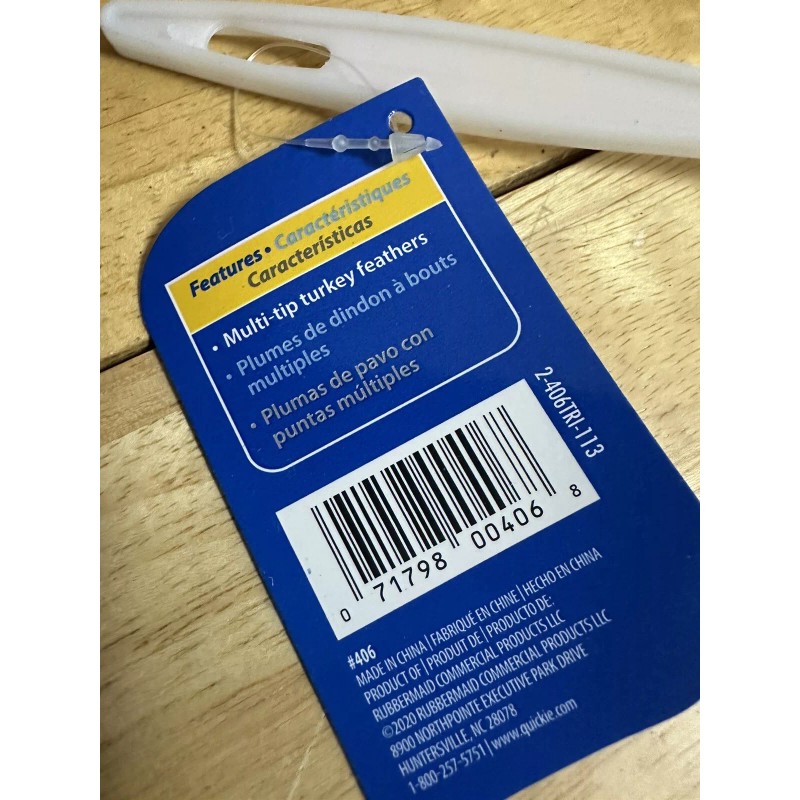 Features • Caractéristiques
Características
• Multi-tip turkey feathers
• Plumes de dindon à bouts
multiples
• Plumas de pavo con
puntas múltiples
2-406TRI-113
0 71798 00406 8
#406
MADE IN CHINA | FABRIQUÉ EN CHINE | HECHO EN CHINA
PRODUCT OF | PRODUIT DE | PRODUCTO DE:
RUBBERMAID COMMERCIAL PRODUCTS LLC
©2020 RUBBERMAID COMMERCIAL PRODUCTS LLC
8900 NORTHPOINTE EXECUTIVE PARK DRIVE
HUNTERSVILLE, NC 28078
1-800-257-5751 | www.quickie.com